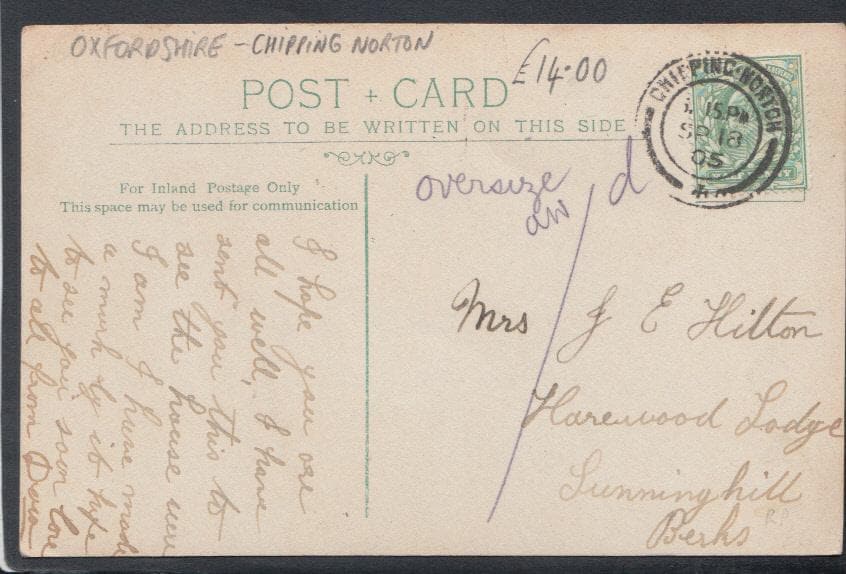 OXFORDSHIRE - CHIPPING NORTON
£14.00
POST + CARD
THE ADDRESS TO BE WRITTEN ON THIS SIDE
CHIPPING-NORTON
15.PM
SP 18
05
For Inland Postage Only
This space may be used for communication
oversize
d
I hope you are
all well, I have
sent you this to
see the house were
I am I have made
a mark by it hope
to see you soon love
to all from
Mrs J E Hilton
Harewood Lodge
Sunninghill
Berks